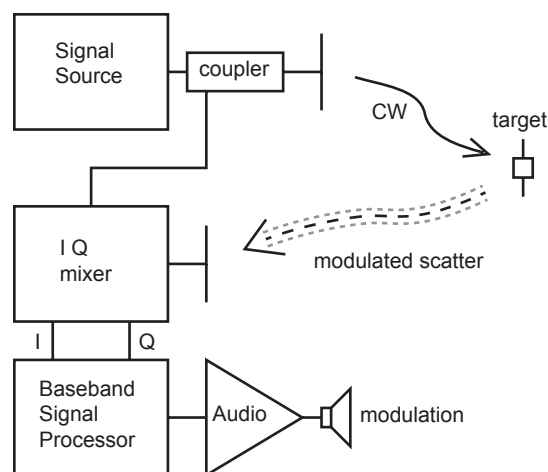 Signal
Source
coupler
CW
target
I Q
mixer
modulated scatter
I
Q
Baseband
Signal
Processor
Audio
modulation